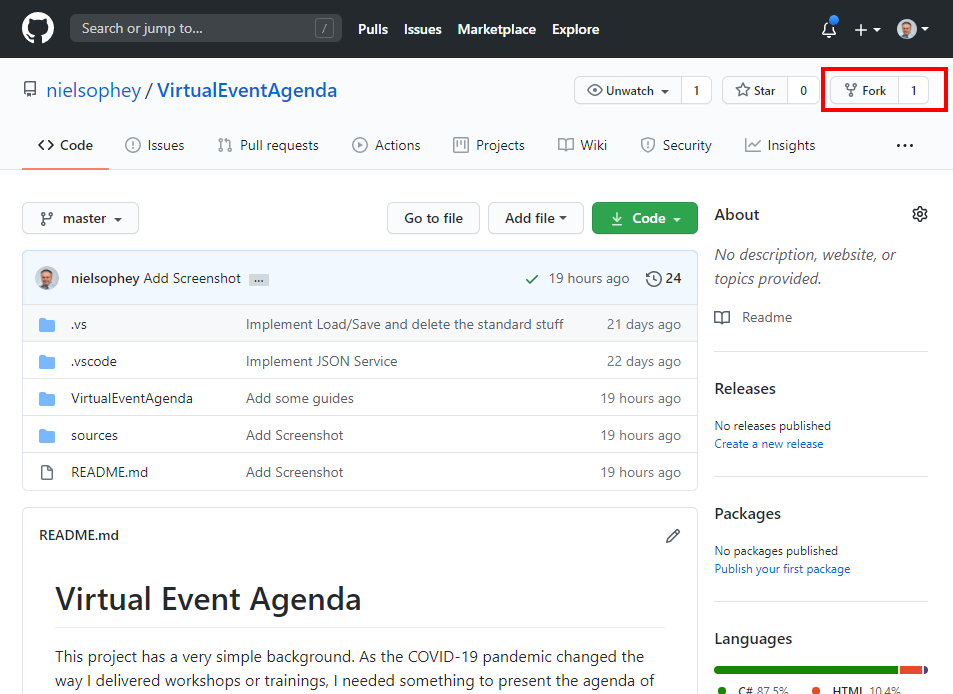 Search or jump to... / Pulls Issues Marketplace Explore
nielsophey / VirtualEventAgenda Unwatch 1 Star 0 Fork 1
Code Issues Pull requests Actions Projects Wiki Security Insights ...
master Go to file Add file Code
nielsophey Add Screenshot ... 19 hours ago 24
.vs Implement Load/Save and delete the standard stuff 21 days ago
.vscode Implement JSON Service 22 days ago
VirtualEventAgenda Add some guides 19 hours ago
sources Add Screenshot 19 hours ago
README.md Add Screenshot 19 hours ago
README.md
Virtual Event Agenda
This project has a very simple background. As the COVID-19 pandemic changed the
way I delivered workshops or trainings, I needed something to present the agenda of
About
No description, website, or
topics provided.
Readme
Releases
No releases published
Create a new release
Packages
No packages published
Publish your first package
Languages
C# 87.5% HTML 10.4%